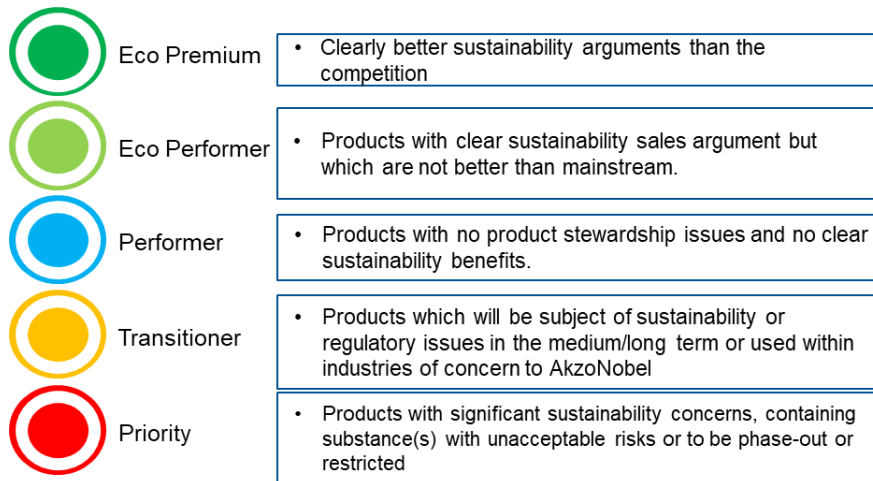 Eco Premium
• Clearly better sustainability arguments than the
competition
Eco Performer
• Products with clear sustainability sales argument but
which are not better than mainstream.
Performer
• Products with no product stewardship issues and no clear
sustainability benefits.
Transitioner
• Products which will be subject of sustainability or
regulatory issues in the medium/long term or used within
industries of concern to AkzoNobel
Priority
• Products with significant sustainability concerns, containing
substance(s) with unacceptable risks or to be phase-out or
restricted